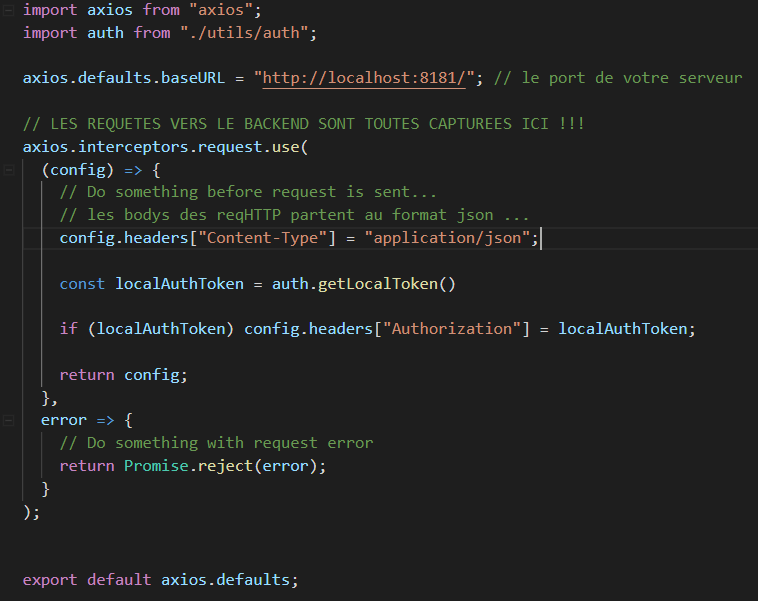 import axios from "axios";
import auth from "./utils/auth";
axios.defaults.baseURL = "http://localhost:8181/"; // le port de votre serveur
// LES REQUETES VERS LE BACKEND SONT TOUTES CAPTUREES ICI !!!
axios.interceptors.request.use(
(config) => {
// Do something before request is sent...
// les bodys des reqHTTP partent au format json ...
config.headers["Content-Type"] = "application/json";
const localAuthToken = auth.getLocalToken()
if (localAuthToken) config.headers["Authorization"] = localAuthToken;
return config;
},
error => {
// Do something with request error
return Promise.reject(error);
}
);
export default axios.defaults;